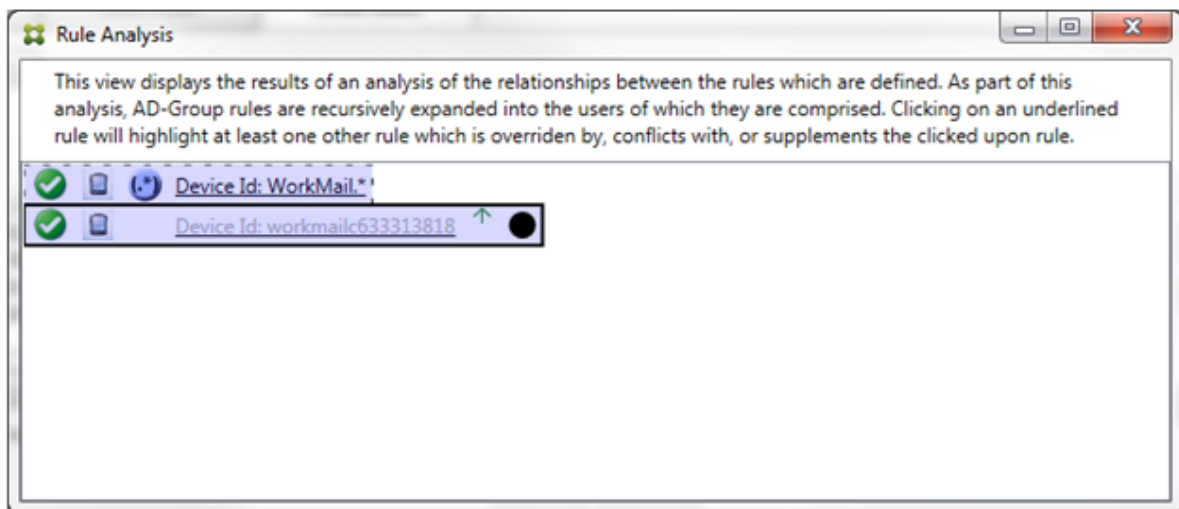 Rule Analysis
This view displays the results of an analysis of the relationships between the rules which are defined. As part of this
analysis, AD-Group rules are recursively expanded into the users of which they are comprised. Clicking on an underlined
rule will highlight at least one other rule which is overriden by, conflicts with, or supplements the clicked upon rule.
(.*) Device Id: WorkMail.*
Device Id: workmailc633313818